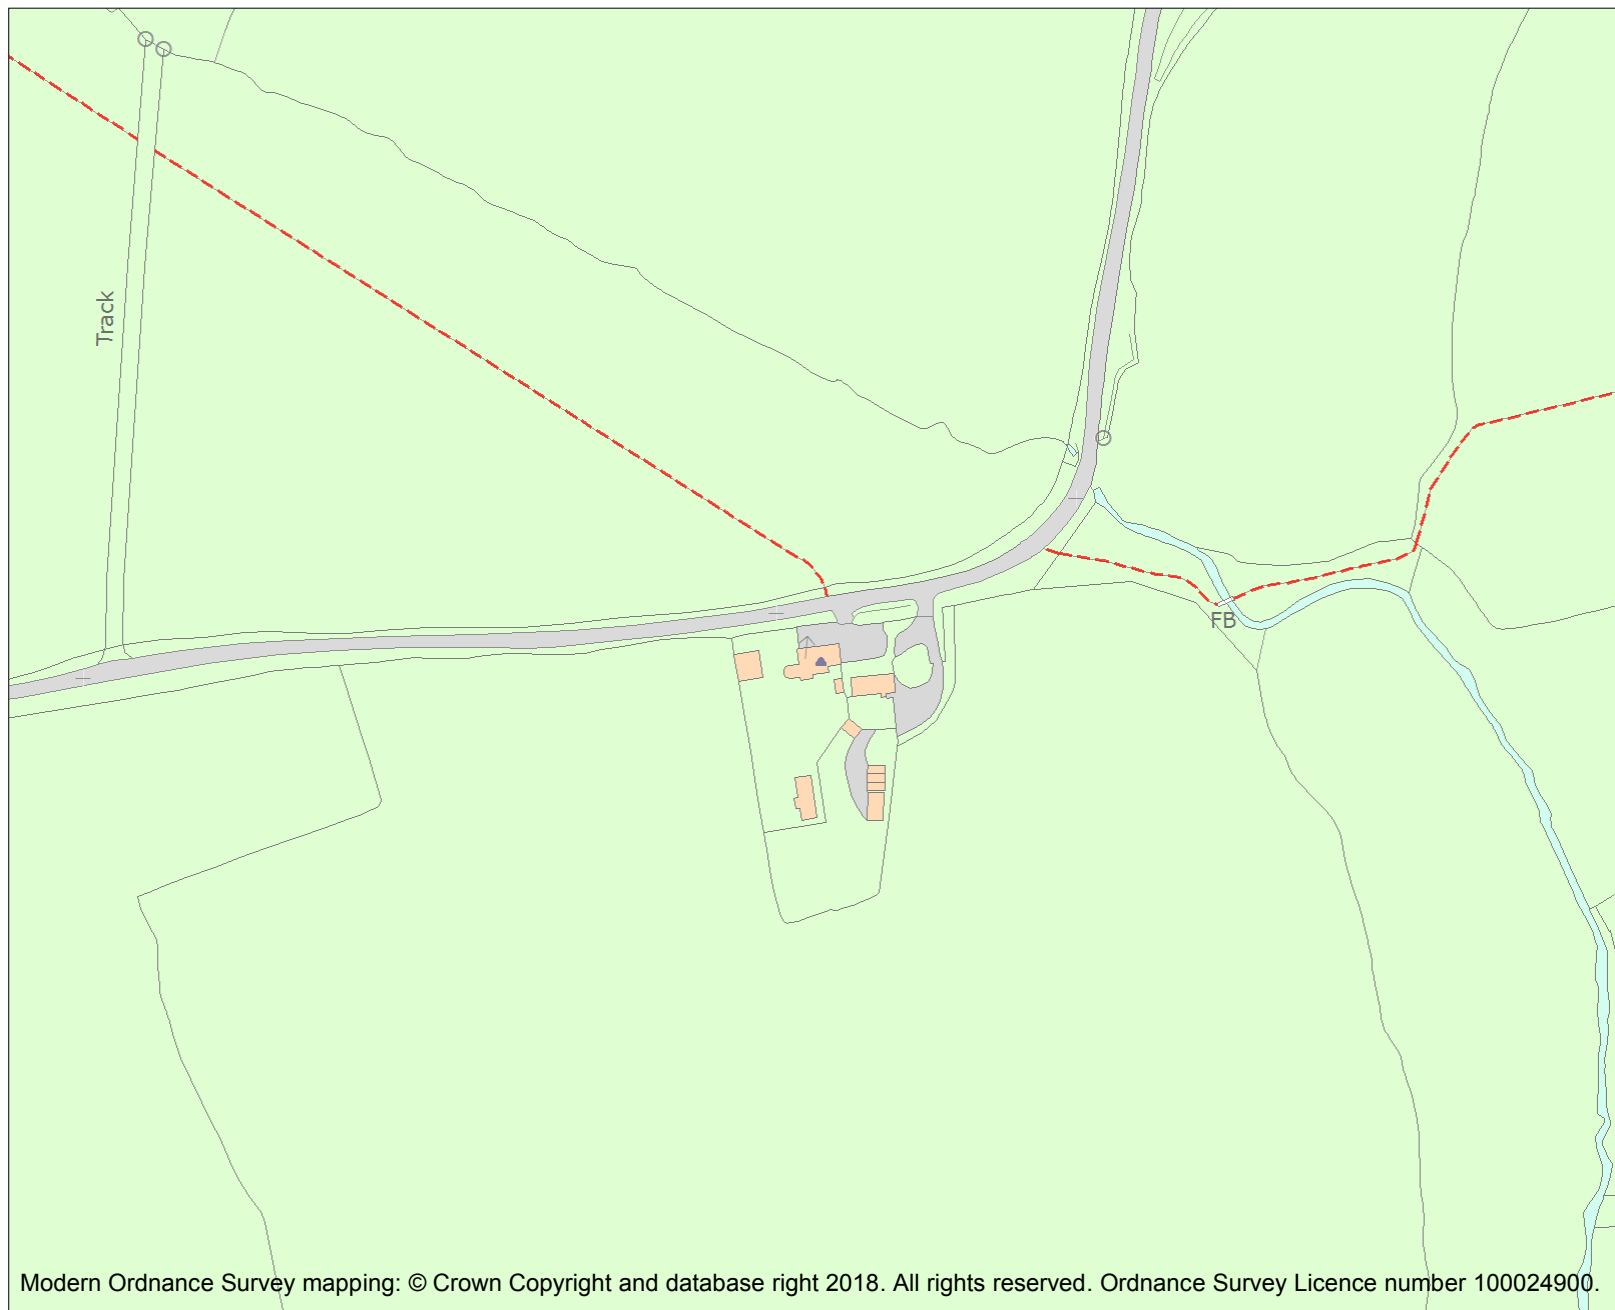 Track
FB
Modern Ordnance Survey mapping: © Crown Copyright and database right 2018. All rights reserved. Ordnance Survey Licence number 100024900.